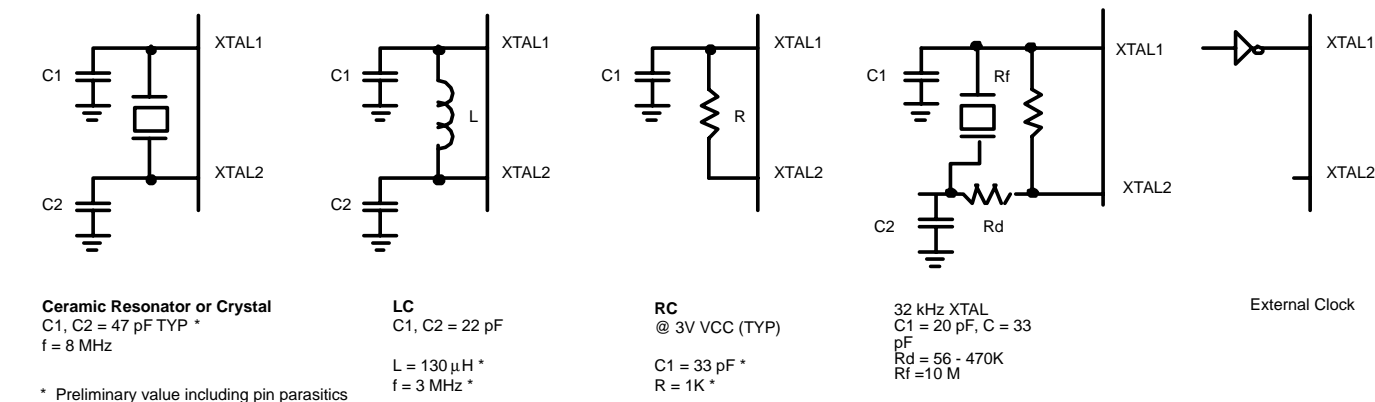 XTAL1
C1
XTAL2
C2
XTAL1
C1
L
XTAL2
C2
XTAL1
C1
R
XTAL2
XTAL1
C1
Rf
XTAL2
C2
Rd
XTAL1
XTAL2
Ceramic Resonator or Crystal
C1, C2 = 47 pF TYP *
f = 8 MHz
* Preliminary value including pin parasitics
LC
C1, C2 = 22 pF
L = 130 μH *
f = 3 MHz *
RC
@ 3V VCC (TYP)
C1 = 33 pF *
R = 1K *
32 kHz XTAL
C1 = 20 pF, C = 33
pF
Rd = 56 - 470K
Rf =10 M
External Clock